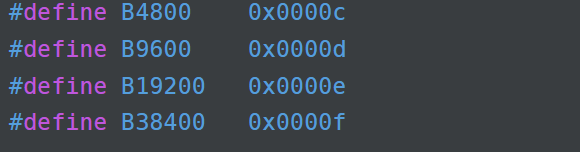 #define B4800    0x0000c
#define B9600    0x0000d
#define B19200   0x0000e
#define B38400   0x0000f